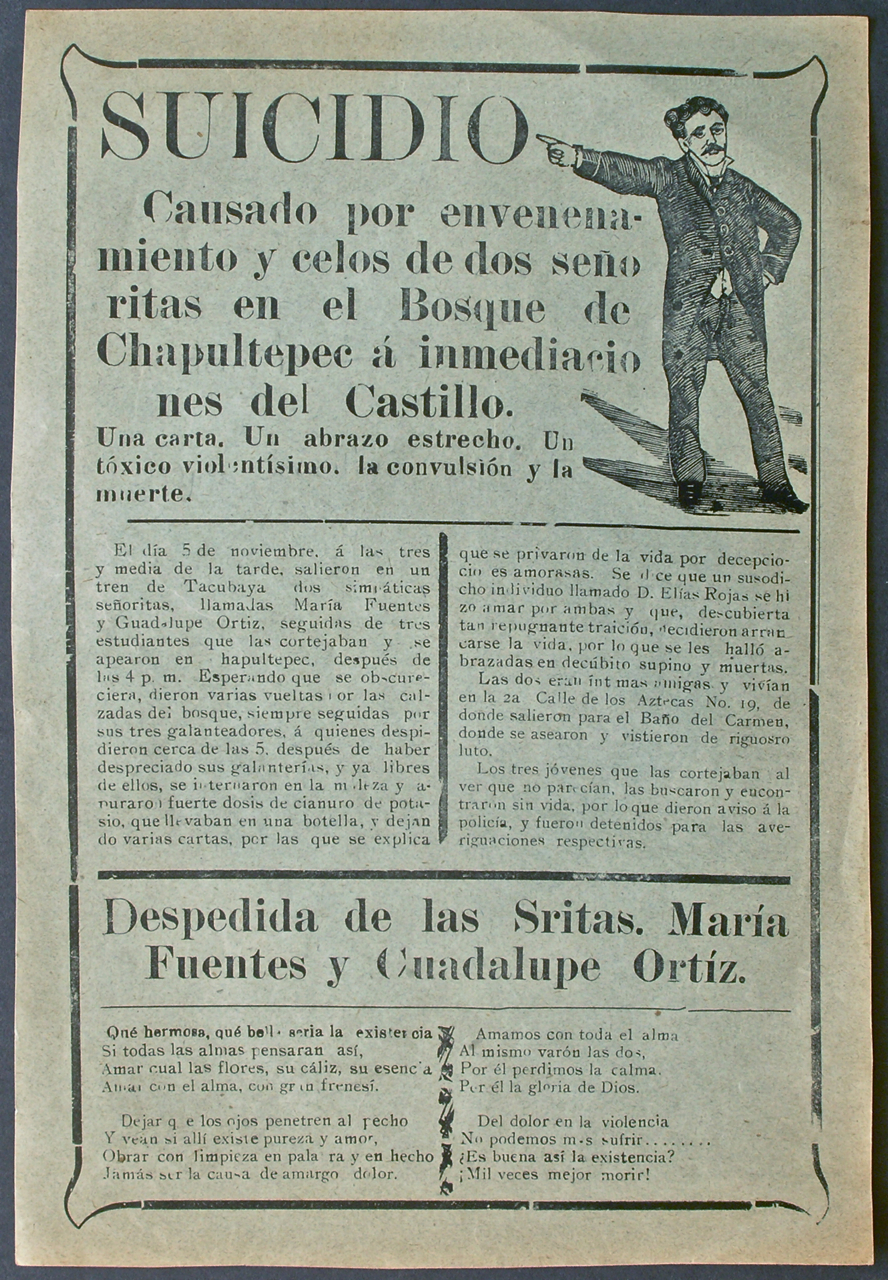 SUICIDIO
Causado por envenena-
miento y celos de dos seño
ritas en el Bosque de
Chapultepec á inmediacio
nes del Castillo.
Una carta. Un abrazo estrecho. Un
tóxico violentísimo. la convulsión y la
muerte.
El día 5 de noviembre. á las tres
y media de la tarde, salieron en un
tren de Tacubaya dos simpáticas
señoritas, llamadas María Fuentes
y Guadalupe Ortiz, seguidas de tres
estudiantes que las cortejaban y se
apearon en hapultepec, después de
las 4 p. m. Esperando que se obscure-
ciera, dieron varias vueltas por las cal-
zadas del bosque, siempre seguidas por
sus tres galanteadores, á quienes despi-
dieron cerca de las 5. después de haber
despreciado sus galanterías, y ya libres
de ellos, se internaron en la maleza y a-
puraron fuerte dosis de cianuro de pota-
sio, que llevaban en una botella, y dejan
do varias cartas, por las que se explica
que se privaron de la vida por decepcio-
cio es amorasas. Se dice que un susodi-
cho individuo llamado D. Elías Rojas se hi
zo amar por ambas y que, descubierta
tan repugnante traición, decidieron arran
carse la vida, por lo que se les halló a-
brazadas en decúbito supino y muertas.
Las dos eran íntimas amigas y vivían
en la 2a Calle de los Aztecas No. 19, de
donde salieron para el Baño del Carmen,
donde se asearon y vistieron de riguosro
luto.
Los tres jóvenes que las cortejaban al
ver que no parecían, las buscaron y encon-
traron sin vida, por lo que dieron aviso á la
policía, y fueron detenidos para las ave-
riguaciones respectivas.
Despedida de las Sritas. María
Fuentes y Guadalupe Ortíz.
Qué hermosa, qué bella sería la existencia
Si todas las almas pensaran así,
Amar cual las flores, su cáliz, su esencia
Amar con el alma, con gran frenesí.
Dejar q e los ojos penetren al pecho
Y vean si allí existe pureza y amor,
Obrar con limpieza en pala ra y en hecho
Jamás ser la causa de amargo dolor.
Amamos con toda el alma
Al mismo varón las dos,
Por él perdimos la calma.
Por él la gloria de Dios.
Del dolor en la violencia
No podemos más sufrir........
¿Es buena así la existencia?
¡Mil veces mejor morir!